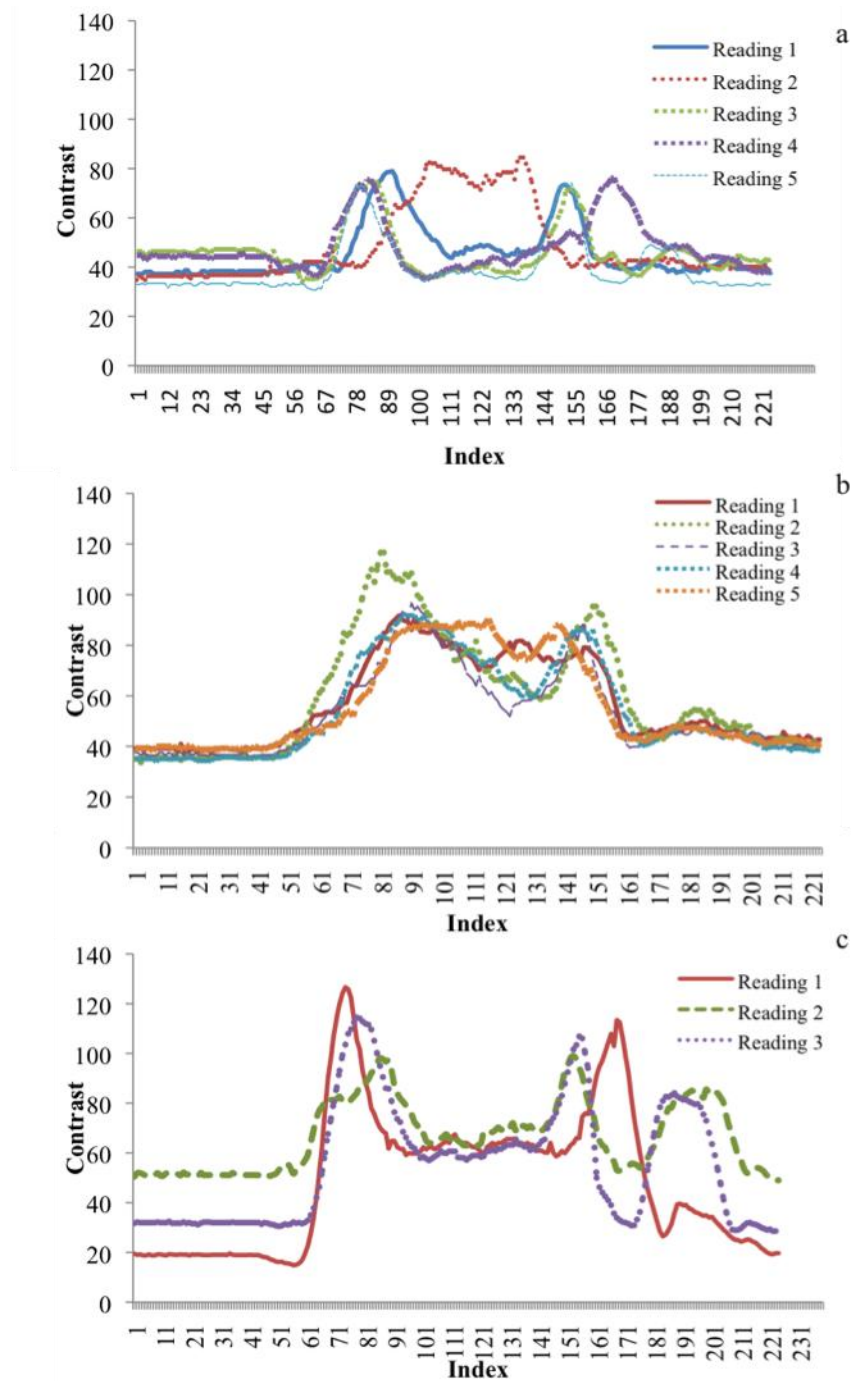 a
140
120
100
80
60
40
20
0
Contrast
Reading 1
Reading 2
Reading 3
Reading 4
Reading 5
1 12 23 34 45 56 67 78 89 100 111 122 133 144 155 166 177 188 199 210 221
Index
b
140
120
100
80
60
40
20
0
Contrast
Reading 1
Reading 2
Reading 3
Reading 4
Reading 5
1 11 21 31 41 51 61 71 81 91 101 111 121 131 141 151 161 171 181 191 201 211 221
Index
c
140
120
100
80
60
40
20
0
Contrast
Reading 1
Reading 2
Reading 3
1 11 21 31 41 51 61 71 81 91 101 111 121 131 141 151 161 171 181 191 201 211 221 231
Index